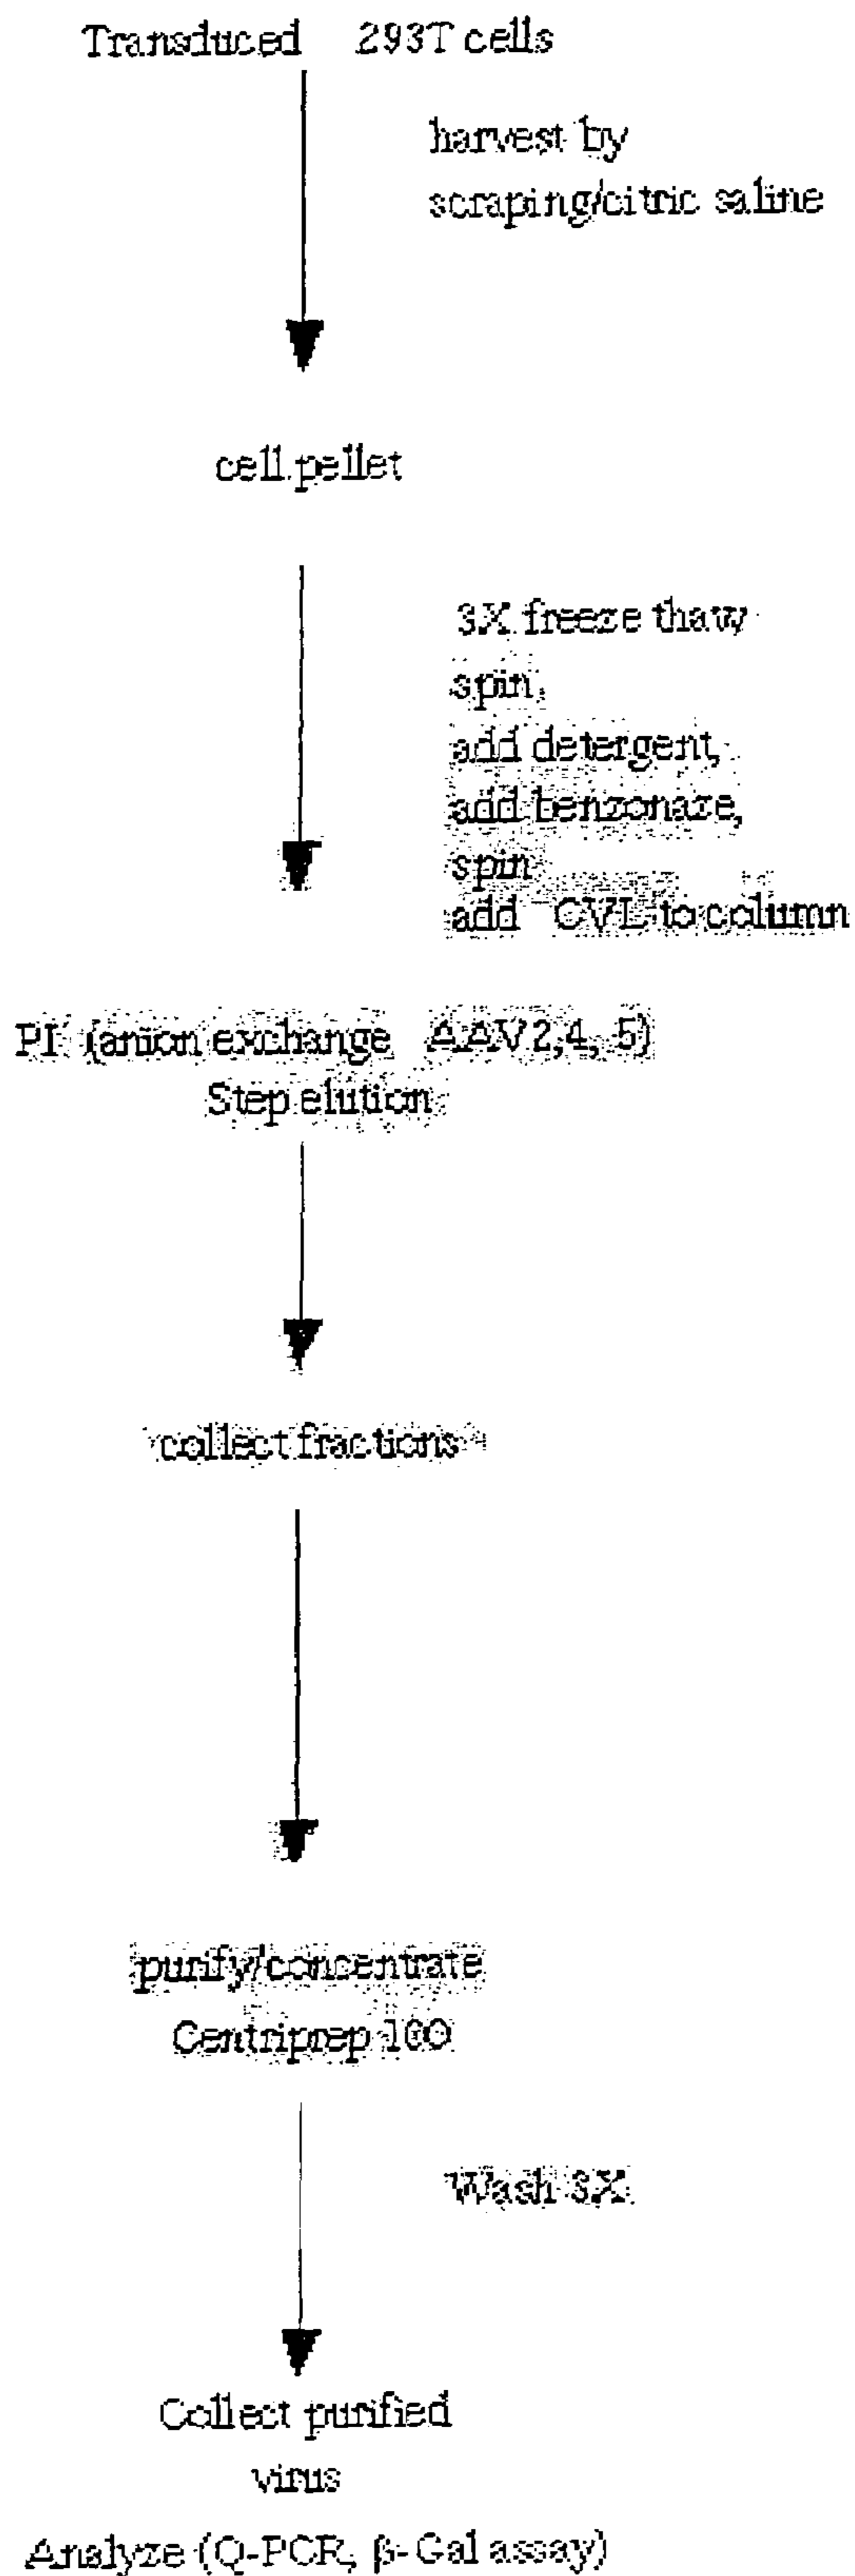 Transduced 293T cells
harvest by
scraping/citric saline
cell pellet
3X freeze thaw
spin,
add detergent,
add benzonaze,
spin
add CVL to column
PI (anion exchange AAV2,4, 5)
Step elution
collect fractions
purify/concentrate
Centriprep 100
Wash 3X
Collect purified
virus
Analyze (Q-PCR, β-Gal assay)